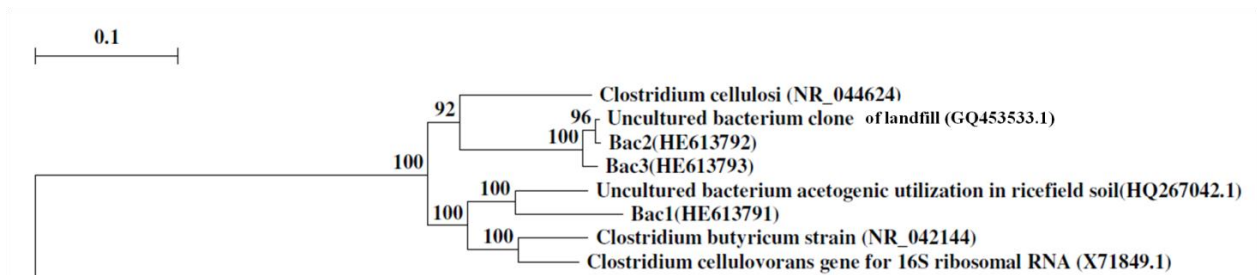 0.1
Clostridium cellulosi (NR_044624)
92
96 Uncultured bacterium clone of landfill (GQ453533.1)
100 Bac2(HE613792)
Bac3(HE613793)
100
100 Uncultured bacterium acetogenic utilization in ricefield soil(HQ267042.1)
100 Bac1(HE613791)
100 Clostridium butyricum strain (NR_042144)
Clostridium cellulovorans gene for 16S ribosomal RNA (X71849.1)